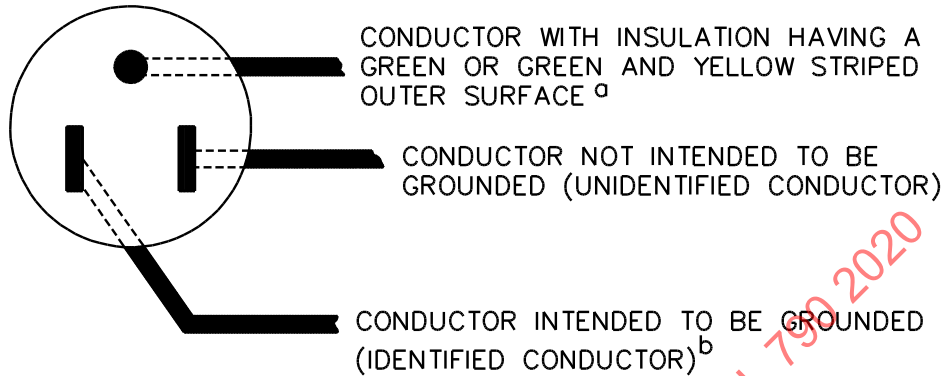 CONDUCTOR WITH INSULATION HAVING A
GREEN OR GREEN AND YELLOW STRIPED
OUTER SURFACE a
CONDUCTOR NOT INTENDED TO BE
GROUNDED (UNIDENTIFIED CONDUCTOR)
CONDUCTOR INTENDED TO BE GROUNDED
(IDENTIFIED CONDUCTOR)b
790 2020